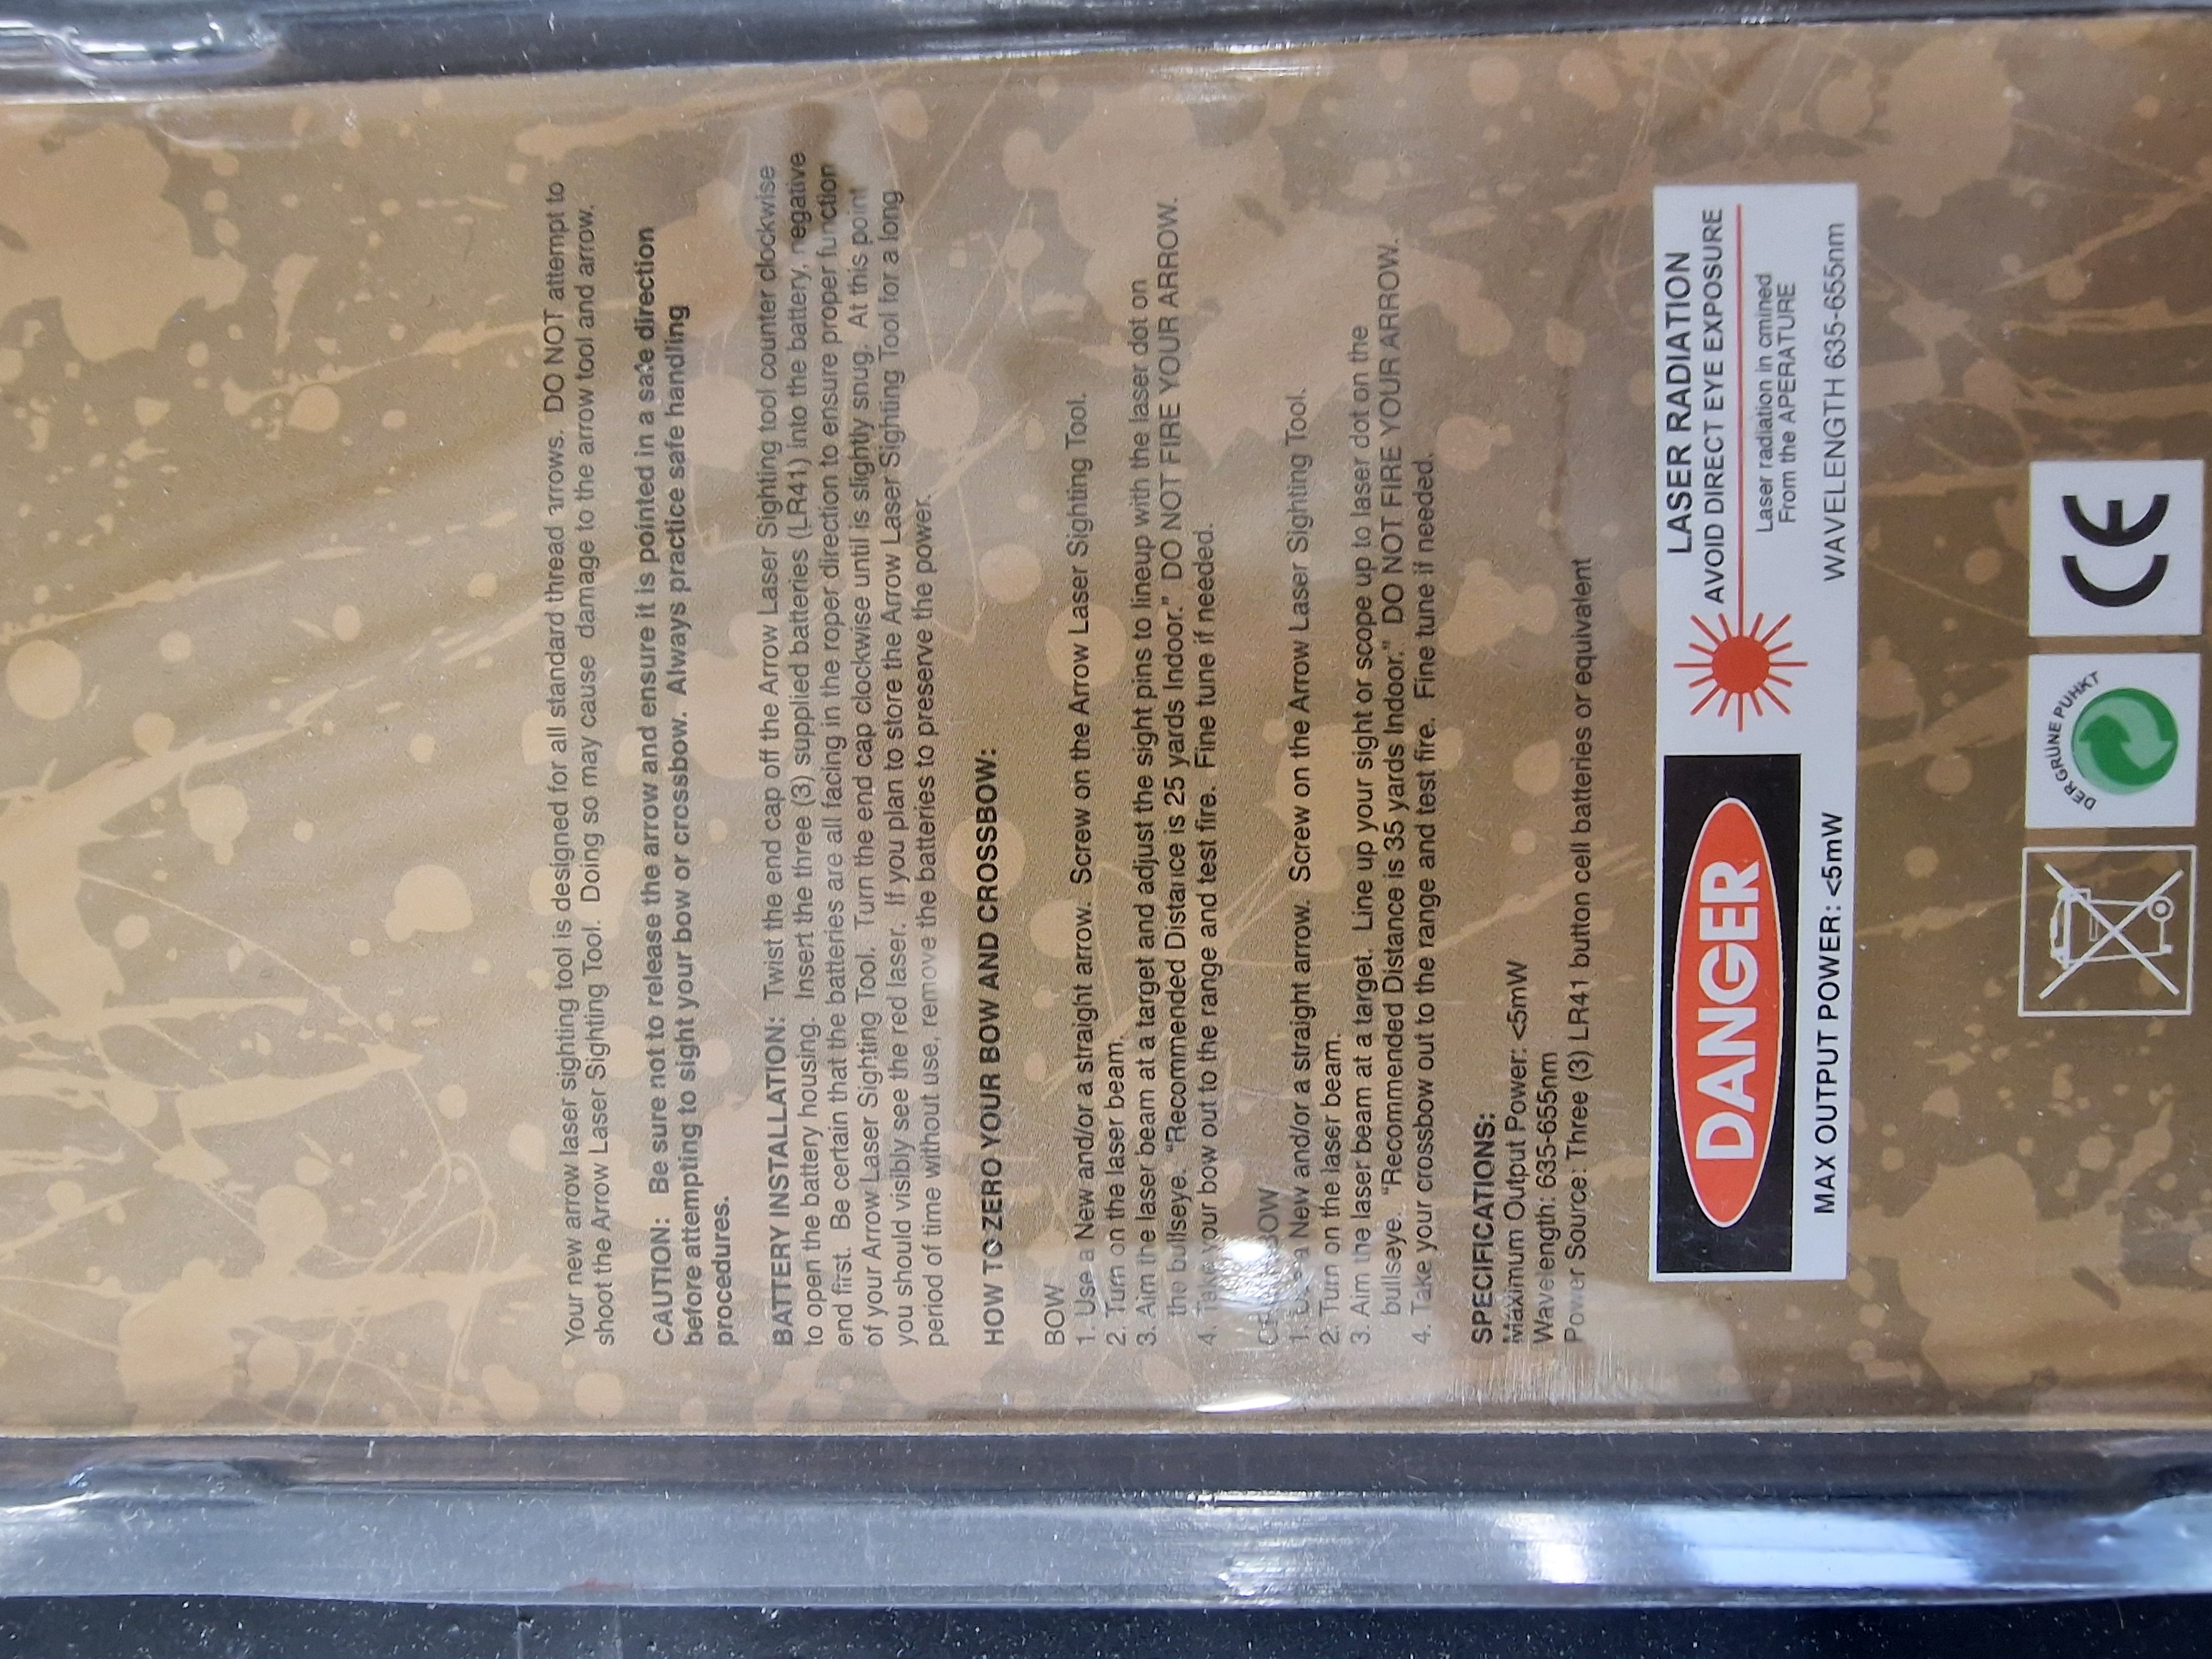 Your new arrow laser sighting tool is designed for all standard thread arrows. DO NOT attempt to
shoot the Arrow Laser Sighting Tool. Doing so may cause damage to the arrow tool and arrow.
CAUTION: Be sure not to release the arrow and ensure it is pointed in a safe direction
before attempting to sight your bow or crossbow. Always practice safe handling
procedures.
BATTERY INSTALLATION: Twist the end cap off the Arrow Laser Sighting tool counter clockwise
to open the battery housing. Insert the three (3) supplied batteries (LR41) into the battery, negative
end first. Be certain that the batteries are all facing in the roper direction to ensure proper function
of your Arrow Laser Sighting Tool. Turn the end cap clockwise until is slightly snug. At this point
you should visibly see the red laser. If you plan to store the Arrow Laser Sighting Tool for a long
period of time without use, remove the batteries to preserve the power.
HOW TO ZERO YOUR BOW AND CROSSBOW:
BOW
1. Use a New and/or a straight arrow. Screw on the Arrow Laser Sighting Tool.
2. Turn on the laser beam.
3. Aim the laser beam at a target and adjust the sight pins to lineup with the laser dot on
the bullseye. "Recommended Distance is 25 yards Indoor." DO NOT FIRE YOUR ARROW.
4. Take your bow out to the range and test fire. Fine tune if needed.
CROSSBOW
1. Use a New and/or a straight arrow. Screw on the Arrow Laser Sighting Tool.
2. Turn on the laser beam.
3. Aim the laser beam at a target. Line up your sight or scope up to laser dot on the
bullseye. "Recommended Distance is 35 yards Indoor." DO NOT FIRE YOUR ARROW.
4. Take your crossbow out to the range and test fire. Fine tune if needed.
SPECIFICATIONS:
Maximum Output Power: <5mW
Wavelength: 635-655nm
Power Source: Three (3) LR41 button cell batteries or equivalent
DANGER
MAX OUTPUT POWER: <5mW
LASER RADIATION
AVOID DIRECT EYE EXPOSURE
Laser radiation in cmined
From the APERATURE
WAVELENGTH 635-655nm
DER GRÜNE PUHKT
CE